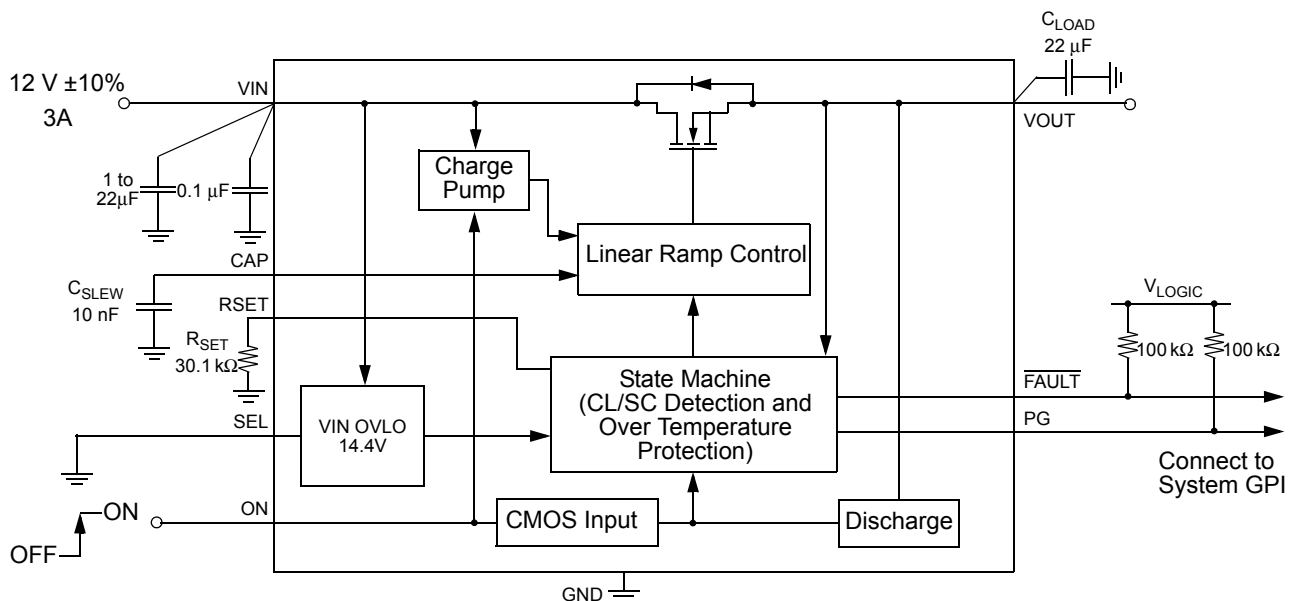 C_LOAD
22 μF
12 V ±10%
3A
VIN
VOUT
1 to
22μF
0.1 μF
Charge
Pump
Linear Ramp Control
CAP
C_SLEW
10 nF
RSET
R_SET
30.1 kΩ
V_LOGIC
100 kΩ
100 kΩ
State Machine
(CL/SC Detection and
Over Temperature
Protection)
FAULT
SEL
VIN OVLO
14.4V
PG
Connect to
System GPI
ON
OFF
ON
CMOS Input
Discharge
GND